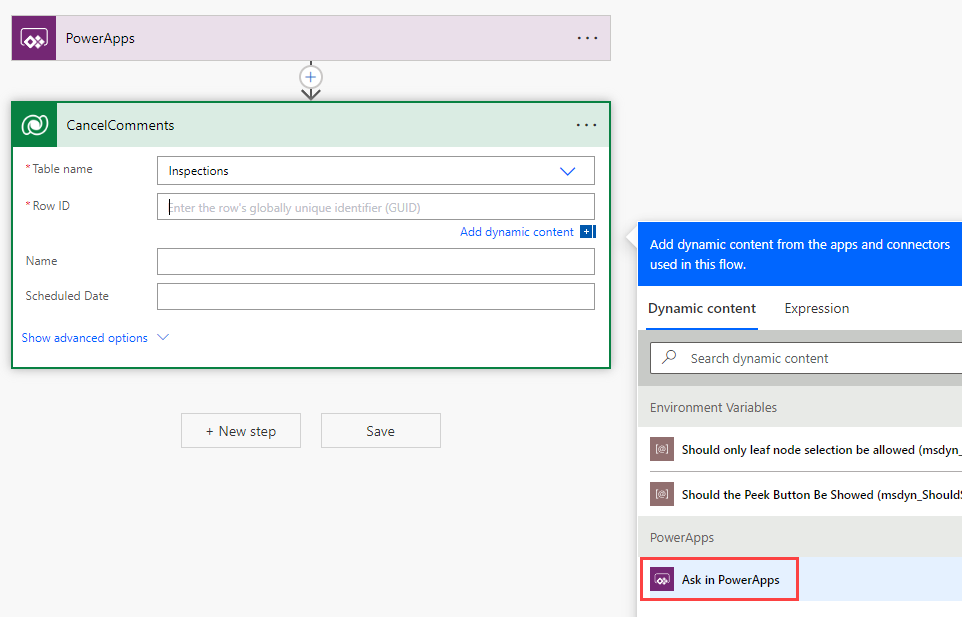 PowerApps
CancelComments
*Table name
Inspections
*Row ID
Enter the row's globally unique identifier (GUID)
Add dynamic content
Name
Scheduled Date
Show advanced options
+ New step
Save
Add dynamic content from the apps and connectors
used in this flow.
Dynamic content
Expression
Search dynamic content
Environment Variables
Should only leaf node selection be allowed (msdyn_
Should the Peek Button Be Showed (msdyn_ShouldS
PowerApps
Ask in PowerApps